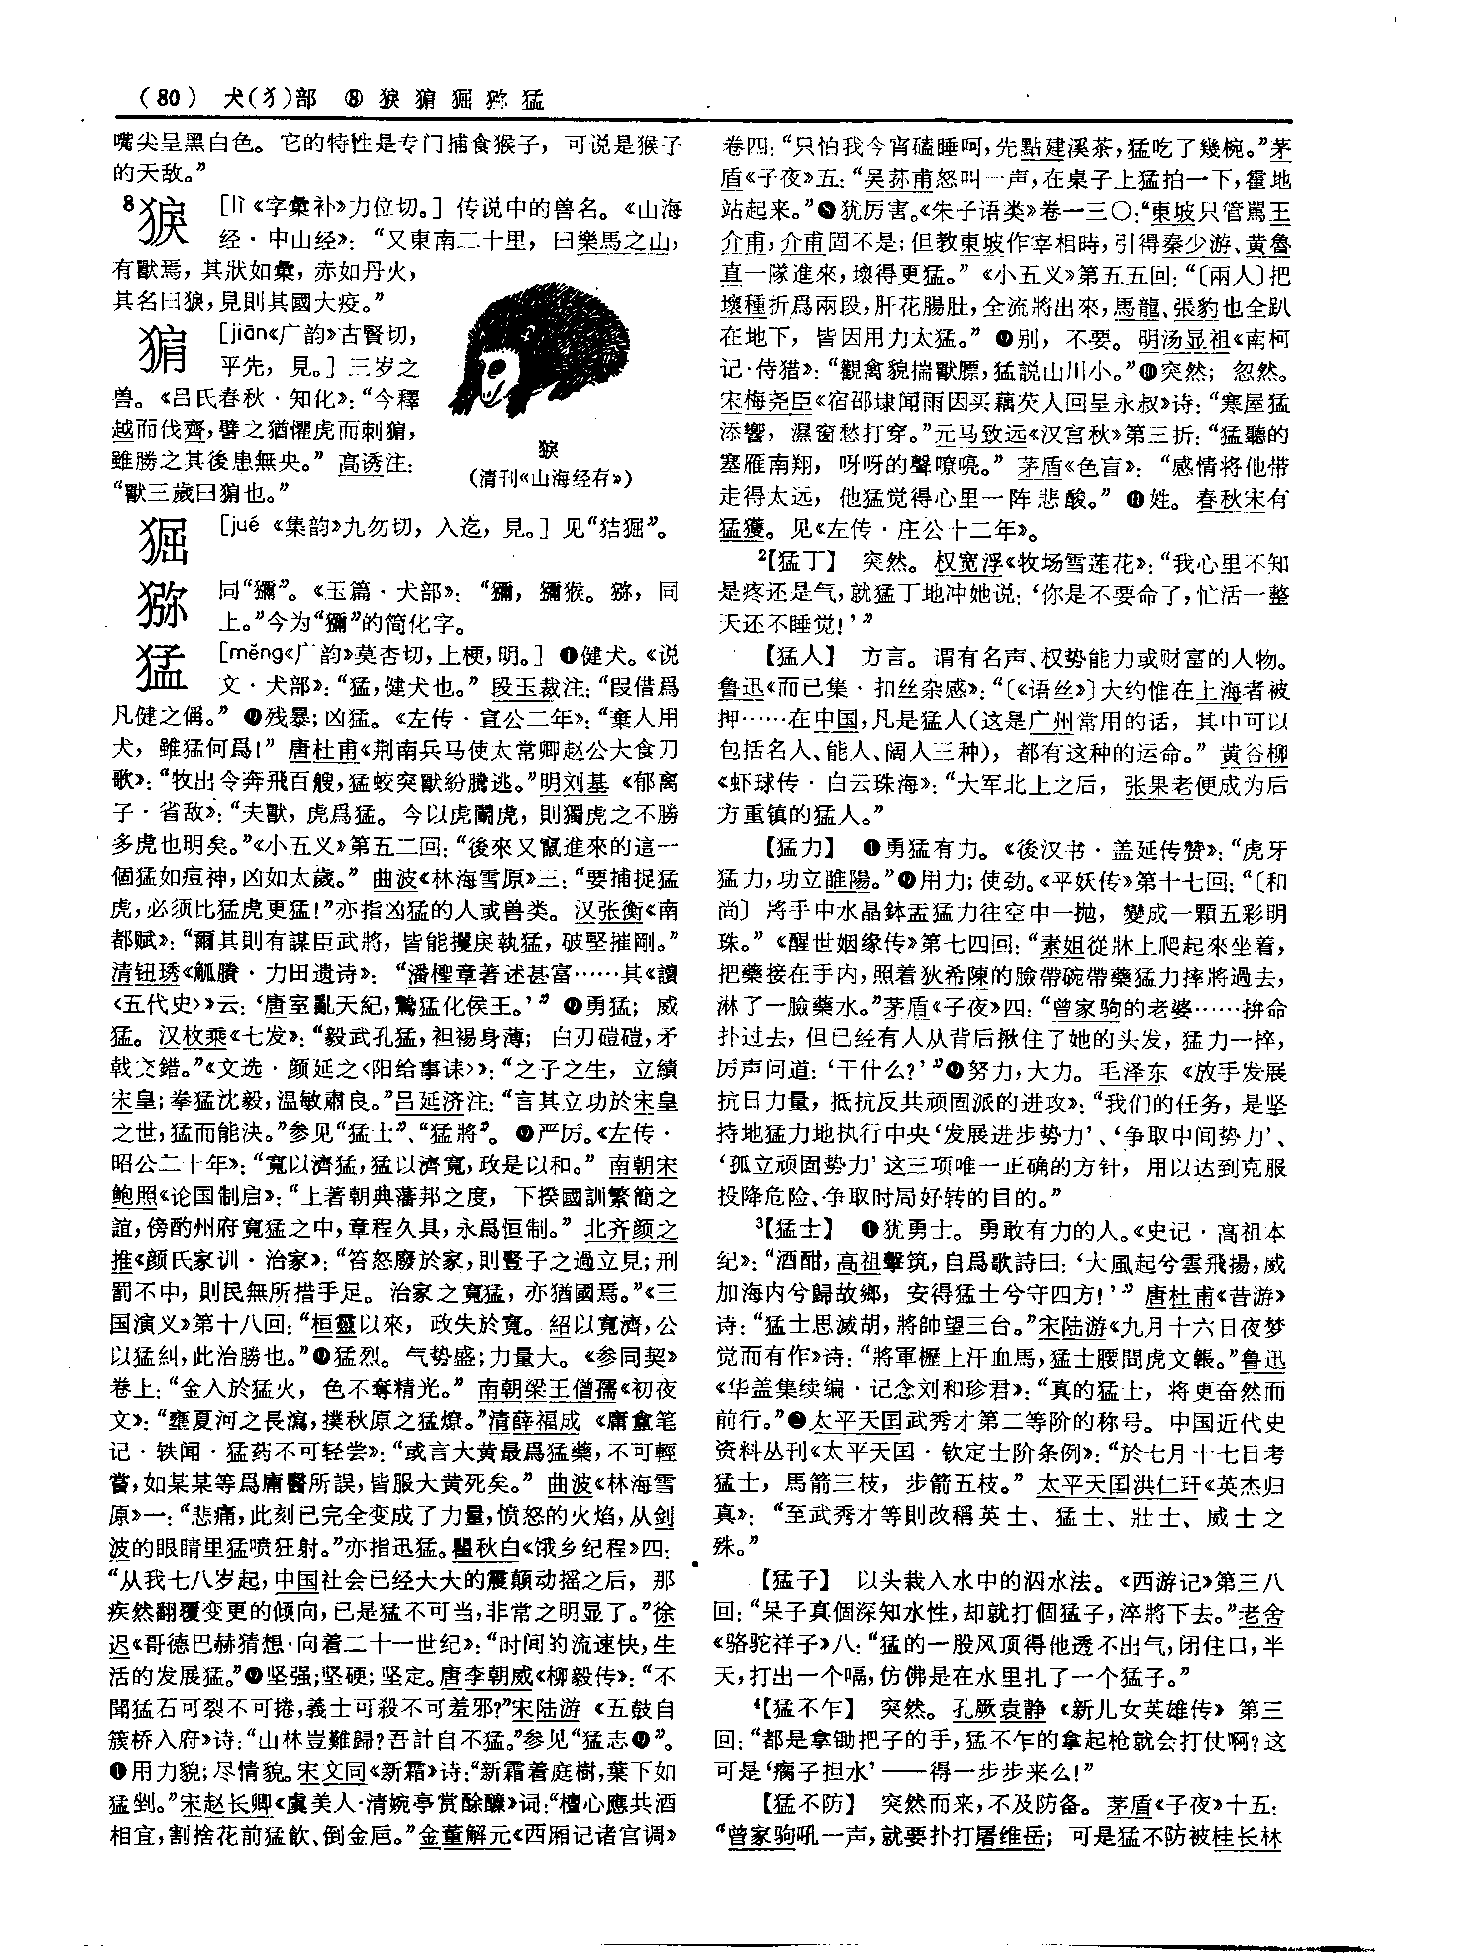 （80） 犬(犭)部 ⑧ 猤 猏 狷 猕 猛
嘴尖呈黑白色。它的特性是专门捕食猴子，可说是猴子
的天敌。”
8 㺑 [lì《字彙补》力位切。] 传说中的兽名。《山海
经·中山经》：“又東南二十里，曰樂馬之山，
有獸焉，其狀如彙，赤如丹火，
其名曰㺑，見則其國大疫。”
猏 [jiān《广韵》古賢切，
平先，見。] 三岁之
兽。《吕氏春秋·知化》：“今釋
越而伐齊，譬之猶懼虎而刺猏，
雖勝之其後患無央。” 高诱注：
“獸三歲曰猏也。”
㺑
(清刊《山海经存》)
[jué《集韵》九勿切，入迄，見。] 见“狤𤟎”。
猕 同“獼”。《玉篇·犬部》：“獼，獼猴。猕，同
上。”今为“獼”的简化字。
猛 [měng《广韵》莫杏切，上梗，明。] ❶健犬。《说
文·犬部》：“猛，健犬也。” 段玉裁注：“叚借爲
凡健之偁。” ❷残暴；凶猛。《左传·宣公二年》：“棄人用
犬，雖猛何爲！” 唐杜甫《荆南兵马使太常卿赵公大食刀
歌》：“牧出令奔飛百艘，猛蛟突獸紛騰逃。”明刘基《郁离
子·省敌》：“夫獸，虎爲猛。今以虎鬭虎，則獨虎之不勝
多虎也明矣。”《小五义》第五二回：“後來又竄進來的這一
個猛如瘟神，凶如太歲。” 曲波《林海雪原》三：“要捕捉猛
虎，必须比猛虎更猛！”亦指凶猛的人或兽类。汉张衡《南
都赋》：“爾其則有謀臣武將，皆能攫戾執猛，破堅摧剛。”
清钮琇《觚賸·力田遗诗》：“潘檉章著述甚富……其《讀
〈五代史〉》云：‘唐室亂天紀，驁猛化侯王。’” ❸勇猛；威
猛。汉枚乘《七发》：“毅武孔猛，袒裼身薄；白刃磑磑，矛
戟交錯。”《文选·颜延之〈阳给事诔〉》：“之子之生，立績
宋皇；拳猛沈毅，温敏肅良。”吕延济注：“言其立功於宋皇
之世，猛而能決。”参见“猛士”、“猛將”。 ❹严厉。《左传·
昭公二十年》：“寬以濟猛，猛以濟寬，政是以和。” 南朝宋
鲍照《论国制启》：“上著朝典藩邦之度，下揆國訓繁簡之
誼，傍酌州府寬猛之中，章程久具，永爲恒制。” 北齐颜之
推《颜氏家训·治家》：“笞怒廢於家，則豎子之過立見；刑
罰不中，則民無所措手足。治家之寬猛，亦猶國焉。”《三
国演义》第十八回：“桓靈以來，政失於寬。紹以寬濟，公
以猛糾，此治勝也。”❺猛烈。气势盛；力量大。《参同契》
卷上：“金入於猛火，色不奪精光。” 南朝梁王僧孺《初夜
文》：“壅夏河之長瀉，撲秋原之猛燎。”清薛福成《庸盦笔
记·轶闻·猛药不可轻尝》：“或言大黄最爲猛藥，不可輕
嘗，如某某等爲庸醫所誤，皆服大黄死矣。” 曲波《林海雪
原》一：“悲痛，此刻已完全变成了力量，愤怒的火焰，从剑
波的眼睛里猛喷狂射。”亦指迅猛。瞿秋白《饿乡纪程》四：
“从我七八岁起，中国社会已经大大的震颠动摇之后，那
疾然翻覆变更的倾向，已是猛不可当，非常之明显了。”徐
迟《哥德巴赫猜想·向着二十一世纪》：“时间的流速快，生
活的发展猛。”❻坚强；坚硬；坚定。唐李朝威《柳毅传》：“不
聞猛石可裂不可捲，義士可殺不可羞邪？”宋陆游《五鼓自
簇桥入府》诗：“山林豈難歸？吾計自不猛。”参见“猛志❷”。
❼用力貌；尽情貌。宋文同《新霜》诗：“新霜着庭樹，葉下如
猛剉。”宋赵长卿《虞美人·清婉亭赏酴醾》词：“檀心應共酒
相宜，割捨花前猛飲、倒金卮。”金董解元《西厢记诸宫调》
卷四：“只怕我今宵磕睡呵，先點建溪茶，猛吃了幾椀。”茅
盾《子夜》五：“吴荪甫怒叫一声，在桌子上猛拍一下，霍地
站起来。”❽犹厉害。《朱子语类》卷一三〇：“東坡只管罵王
介甫，介甫固不是；但教東坡作宰相時，引得秦少游、黄魯
直一隊進來，壞得更猛。” 《小五义》第五五回：“〔兩人〕把
壞種折爲兩段，肝花腸肚，全流將出來，馬龍、張豹也全趴
在地下，皆因用力太猛。” ❾别，不要。明汤显祖《南柯
记·侍猎》：“觀禽貌揣獸臕，猛説山川小。”❿突然；忽然。
宋梅尧臣《宿邵埭闻雨因买藕芡人回呈永叔》诗：“寒屋猛
添響，濕窗愁打穿。”元马致远《汉宫秋》第三折：“猛聽的
塞雁南翔，呀呀的聲嘹喨。” 茅盾《色盲》：“感情将他带
走得太远，他猛觉得心里一阵悲酸。” ⓫姓。春秋宋有
猛獲。见《左传·庄公十二年》。
2【猛丁】 突然。权宽浮《牧场雪莲花》：“我心里不知
是疼还是气，就猛丁地冲她说：‘你是不要命了，忙活一整
天还不睡觉！’”
【猛人】 方言。谓有名声、权势能力或财富的人物。
鲁迅《而已集·扣丝杂感》：“〔《语丝》〕大约惟在上海者被
押……在中国，凡是猛人(这是广州常用的话，其中可以
包括名人、能人、阔人三种)，都有这种的运命。” 黄谷柳
《虾球传·白云珠海》：“大军北上之后，张果老便成为后
方重镇的猛人。”
【猛力】 ❶勇猛有力。《後汉书·盖延传赞》：“虎牙
猛力，功立睢陽。”❷用力；使劲。《平妖传》第十七回：“〔和
尚〕將手中水晶鉢盂猛力往空中一抛，變成一顆五彩明
珠。” 《醒世姻缘传》第七四回：“素姐從牀上爬起來坐着，
把藥接在手内，照着狄希陳的臉帶碗帶藥猛力摔將過去，
淋了一臉藥水。”茅盾《子夜》四：“曾家驹的老婆……拚命
扑过去，但已经有人从背后揪住了她的头发，猛力一摔，
厉声问道：‘干什么？’”❸努力，大力。 毛泽东《放手发展
抗日力量，抵抗反共顽固派的进攻》：“我们的任务，是坚
持地猛力地执行中央‘发展进步势力’、‘争取中间势力’、
‘孤立顽固势力’这三项唯一正确的方针，用以达到克服
投降危险、争取时局好转的目的。”
3【猛士】 ❶犹勇士。勇敢有力的人。《史记·高祖本
纪》：“酒酣，高祖擊筑，自爲歌詩曰：‘大風起兮雲飛揚，威
加海内兮歸故鄉，安得猛士兮守四方！’” 唐杜甫《昔游》
诗：“猛士思滅胡，將帥望三台。”宋陆游《九月十六日夜梦
觉而有作》诗：“將軍櫪上汗血馬，猛士腰間虎文韔。”鲁迅
《华盖集续编·记念刘和珍君》：“真的猛士，将更奋然而
前行。”❷太平天囯武秀才第二等阶的称号。中国近代史
资料丛刊《太平天国·钦定士阶条例》：“於七月十七日考
猛士，馬箭三枝，步箭五枝。” 太平天囯洪仁玕《英杰归
真》：“至武秀才等則改稱英士、猛士、壯士、威士之
殊。”
【猛子】 以头栽入水中的泅水法。《西游记》第三八
回：“呆子真個深知水性，却就打個猛子，淬將下去。”老舍
《骆驼祥子》八：“猛的一股风顶得他透不出气，闭住口，半
天，打出一个嗝，仿佛是在水里扎了一个猛子。”
4【猛不乍】 突然。孔厥袁静《新儿女英雄传》第三
回：“都是拿锄把子的手，猛不乍的拿起枪就会打仗啊？这
可是‘瘸子担水’——得一步步来么！”
【猛不防】 突然而来，不及防备。茅盾《子夜》十五：
“曾家驹吼一声，就要扑打屠维岳；可是猛不防被桂长林